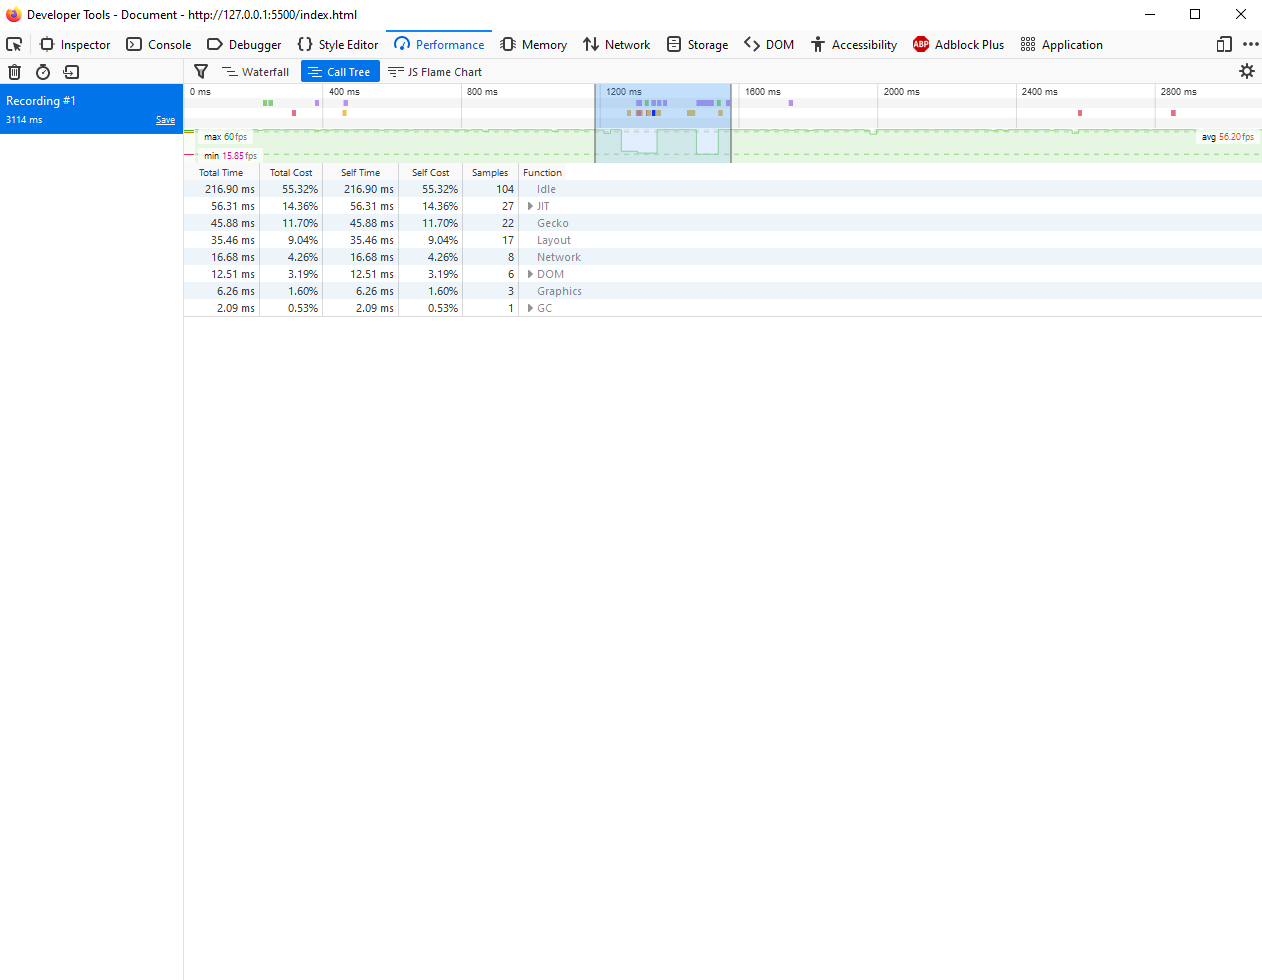 Developer Tools - Document - http://127.0.0.1:5500/index.html
Inspector Console Debugger Style Editor Performance Memory Network Storage DOM Accessibility ABP Adblock Plus Application
Waterfall Call Tree JS Flame Chart
Recording #1
3114 ms Save
0 ms 400 ms 800 ms 1200 ms 1600 ms 2000 ms 2400 ms 2800 ms
max 60 fps avg 56.20 fps
min 15.85 fps
Total Time Total Cost Self Time Self Cost Samples Function
216.90 ms 55.32% 216.90 ms 55.32% 104 Idle
56.31 ms 14.36% 56.31 ms 14.36% 27 JIT
45.88 ms 11.70% 45.88 ms 11.70% 22 Gecko
35.46 ms 9.04% 35.46 ms 9.04% 17 Layout
16.68 ms 4.26% 16.68 ms 4.26% 8 Network
12.51 ms 3.19% 12.51 ms 3.19% 6 DOM
6.26 ms 1.60% 6.26 ms 1.60% 3 Graphics
2.09 ms 0.53% 2.09 ms 0.53% 1 GC